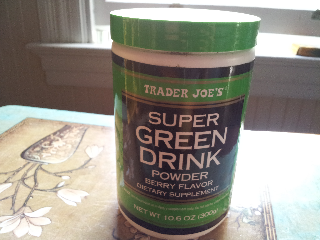 TRADER JOE'S
SUPER
GREEN
DRINK
POWDER
BERRY FLAVOR
DIETARY SUPPLEMENT
NET WT 10.6 OZ (300g)